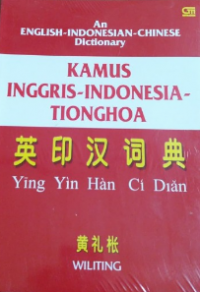 An
ENGLISH-INDONESIAN-CHINESE
Dictionary
KAMUS
INGGRIS-INDONESIA-
TIONGHOA
英印汉词典
Yīng Yìn Hàn Cí Diǎn
黄礼枨
WILITING